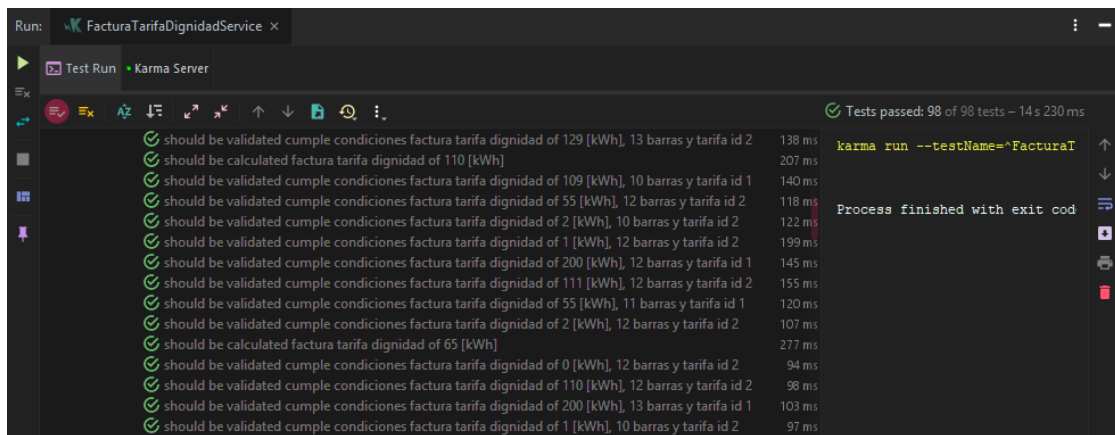 Run: FacturaTarifaDignidadService ×
Test Run Karma Server
Tests passed: 98 of 98 tests – 14 s 230 ms
should be validated cumple condiciones factura tarifa dignidad of 129 [kWh], 13 barras y tarifa id 2 138 ms
should be calculated factura tarifa dignidad of 110 [kWh] 207 ms
should be validated cumple condiciones factura tarifa dignidad of 109 [kWh], 10 barras y tarifa id 1 140 ms
should be validated cumple condiciones factura tarifa dignidad of 55 [kWh], 12 barras y tarifa id 2 118 ms
should be validated cumple condiciones factura tarifa dignidad of 2 [kWh], 10 barras y tarifa id 2 122 ms
should be validated cumple condiciones factura tarifa dignidad of 1 [kWh], 12 barras y tarifa id 2 199 ms
should be validated cumple condiciones factura tarifa dignidad of 200 [kWh], 12 barras y tarifa id 1 145 ms
should be validated cumple condiciones factura tarifa dignidad of 111 [kWh], 12 barras y tarifa id 2 155 ms
should be validated cumple condiciones factura tarifa dignidad of 55 [kWh], 11 barras y tarifa id 1 120 ms
should be validated cumple condiciones factura tarifa dignidad of 2 [kWh], 12 barras y tarifa id 2 107 ms
should be calculated factura tarifa dignidad of 65 [kWh] 277 ms
should be validated cumple condiciones factura tarifa dignidad of 0 [kWh], 12 barras y tarifa id 2 94 ms
should be validated cumple condiciones factura tarifa dignidad of 110 [kWh], 12 barras y tarifa id 2 98 ms
should be validated cumple condiciones factura tarifa dignidad of 200 [kWh], 13 barras y tarifa id 1 103 ms
should be validated cumple condiciones factura tarifa dignidad of 1 [kWh], 10 barras y tarifa id 2 97 ms
karma run --testName=^FacturaT
Process finished with exit cod